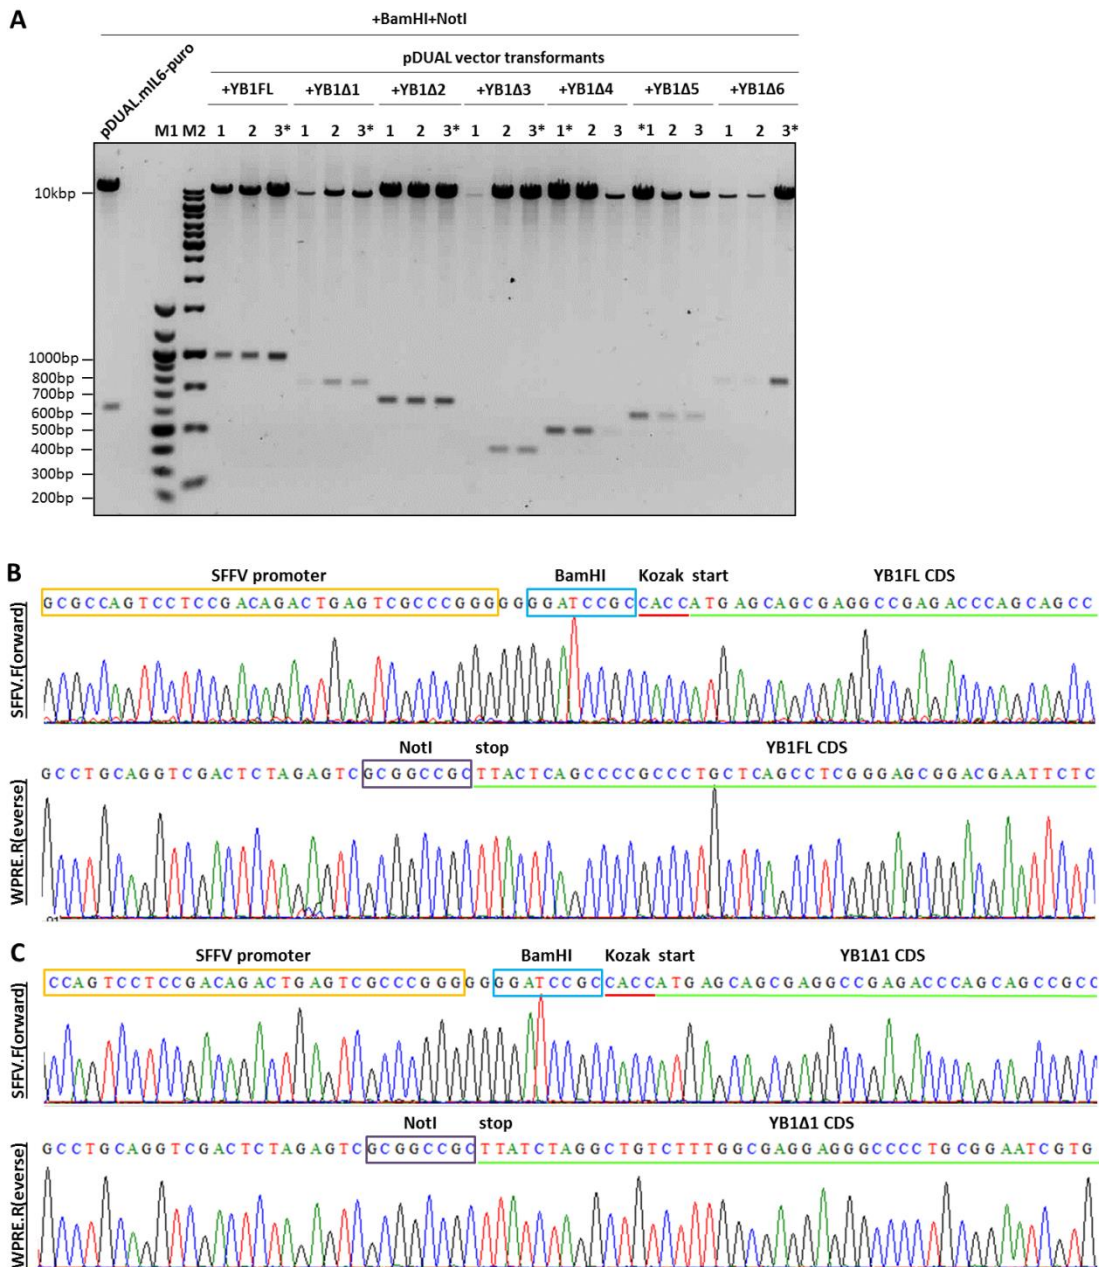 A
+BamHI+NotI
pDUAL.mIL6-puro
pDUAL vector transformants
+YB1FL +YB1Δ1 +YB1Δ2 +YB1Δ3 +YB1Δ4 +YB1Δ5 +YB1Δ6
M1 M2 1 2 3* 1 2 3* 1 2 3* 1 2 3* 1* 2 3 *1 2 3 1 2 3*
10kbp
1000bp
800bp
700bp
600bp
500bp
400bp
300bp
200bp
B
SFFV promoter BamHI Kozak start YB1FL CDS
GCGCCAGTCCTCCGACAGACTGAGTCGCCCGGGGGGGATCCGCCACCATGAGCAGCGAGGCCGAGACCCAGCAGCC
SFFV.F(orward)
NotI stop YB1FL CDS
GCCTGCAGGTCGACTCTAGAGTCGCGGCCGCTTACTCAGCCCCGCCCTGCTCAGCCTCGGGAGCGGACGAATTCTC
WPRE.R(everse)
C
SFFV promoter BamHI Kozak start YB1Δ1 CDS
CCAGTCCTCCGACAGACTGAGTCGCCCGGGGGGGATCCGCCACCATGAGCAGCGAGGCCGAGACCCAGCAGCCGCC
SFFV.F(orward)
NotI stop YB1Δ1 CDS
GCCTGCAGGTCGACTCTAGAGTCGCGGCCGCTTATCTAGGCTGTCTTTGGCGAGGAGGGCCCCTGCGGAATCGTG
WPRE.R(everse)